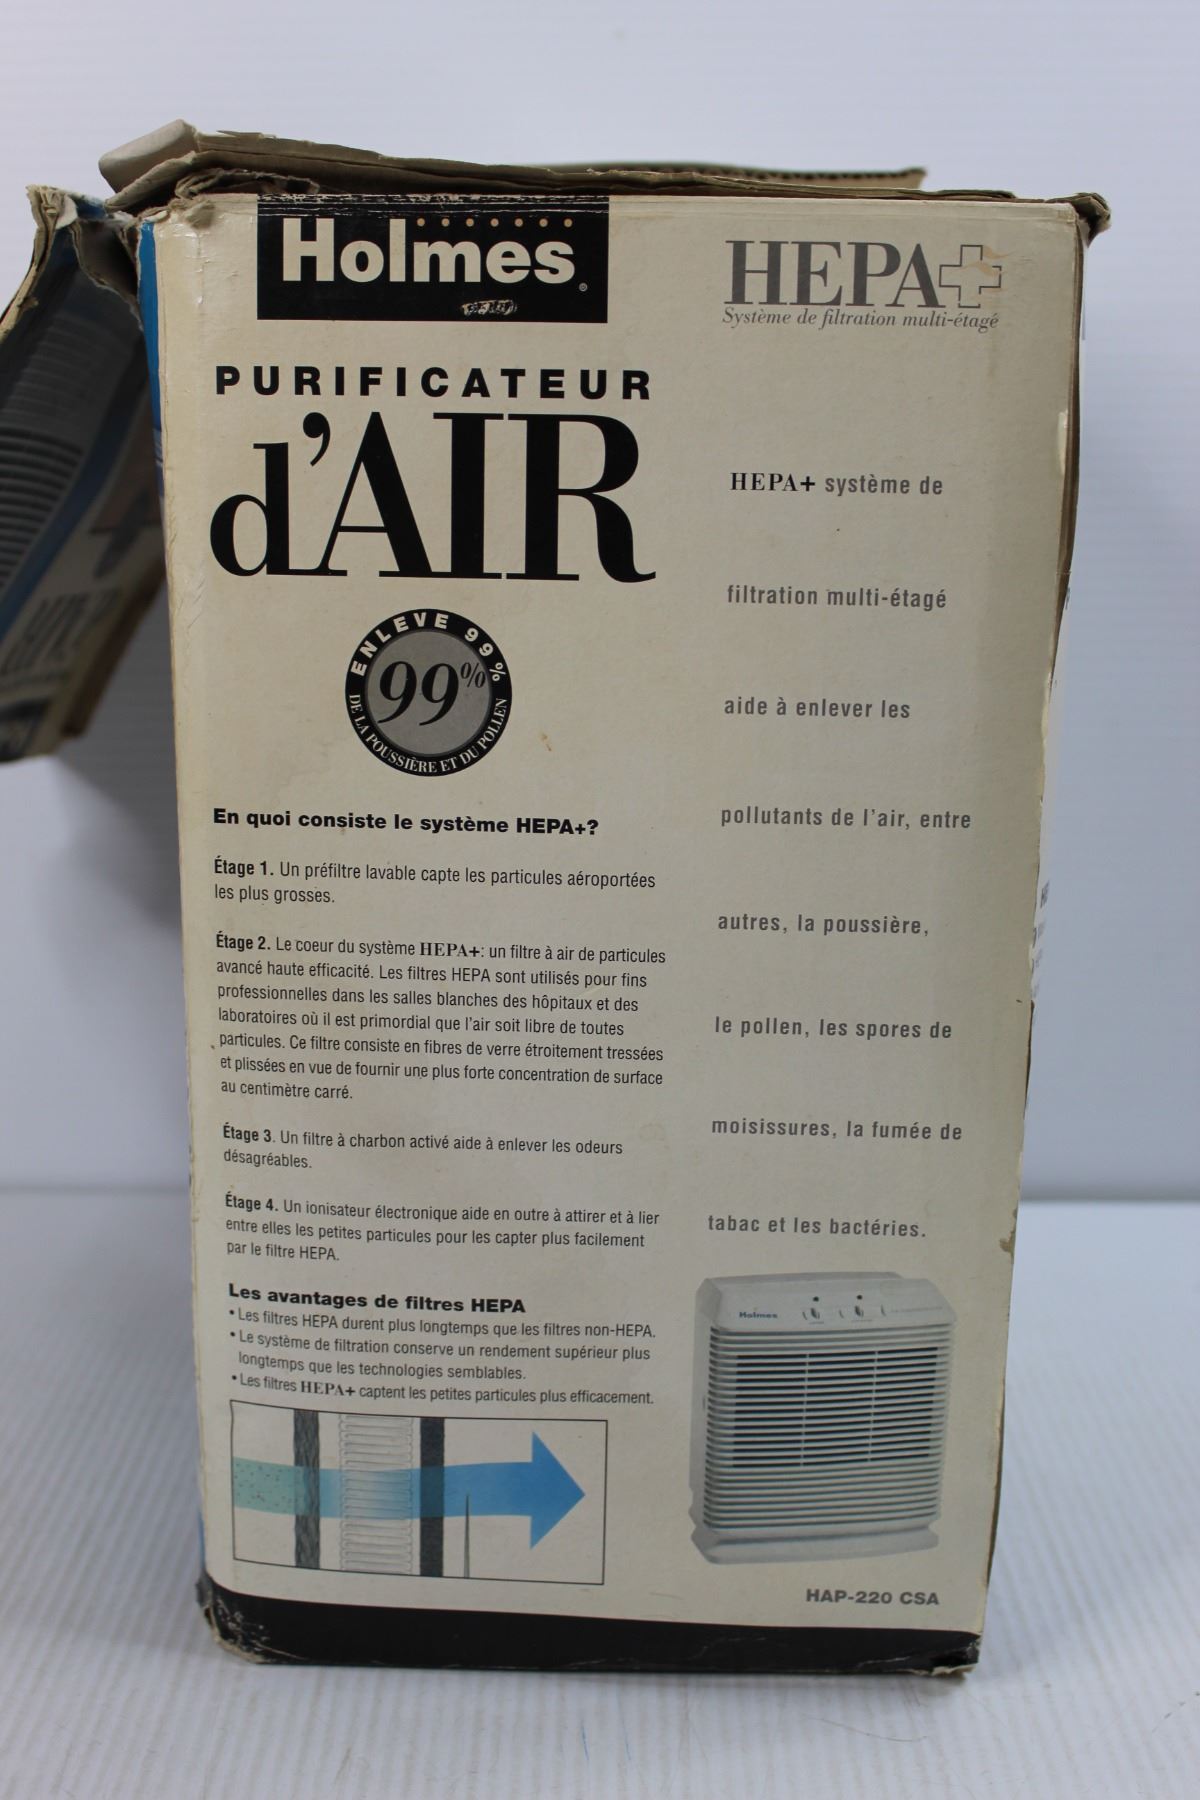 Holmes®
HEPA+
Système de filtration multi-étagé
PURIFICATEUR
d'AIR
ENLEVE 99%
99%
DE LA POUSSIÈRE ET DU POLLEN
HEPA+ système de
filtration multi-étagé
aide à enlever les
pollutants de l'air, entre
autres, la poussière,
le pollen, les spores de
moisissures, la fumée de
tabac et les bactéries.
En quoi consiste le système HEPA+?
Étage 1. Un préfiltre lavable capte les particules aéroportées
les plus grosses.
Étage 2. Le coeur du système HEPA+: un filtre à air de particules
avancé haute efficacité. Les filtres HEPA sont utilisés pour fins
professionnelles dans les salles blanches des hôpitaux et des
laboratoires où il est primordial que l'air soit libre de toutes
particules. Ce filtre consiste en fibres de verre étroitement tressées
et plissées en vue de fournir une plus forte concentration de surface
au centimètre carré.
Étage 3. Un filtre à charbon activé aide à enlever les odeurs
désagréables.
Étage 4. Un ionisateur électronique aide en outre à attirer et à lier
entre elles les petites particules pour les capter plus facilement
par le filtre HEPA.
Les avantages de filtres HEPA
• Les filtres HEPA durent plus longtemps que les filtres non-HEPA.
• Le système de filtration conserve un rendement supérieur plus
longtemps que les technologies semblables.
• Les filtres HEPA+ captent les petites particules plus efficacement.
Holmes
HAP-220 CSA